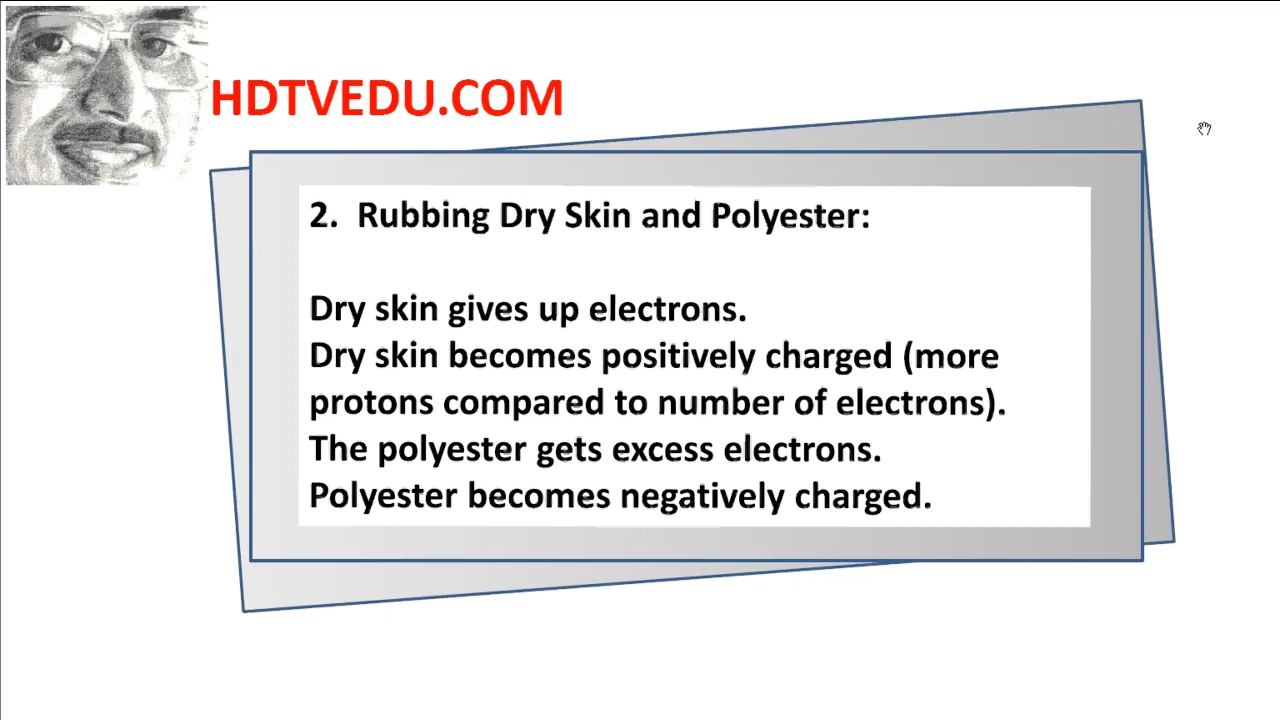 HDTVEDU.COM
2. Rubbing Dry Skin and Polyester:
Dry skin gives up electrons.
Dry skin becomes positively charged (more
protons compared to number of electrons).
The polyester gets excess electrons.
Polyester becomes negatively charged.